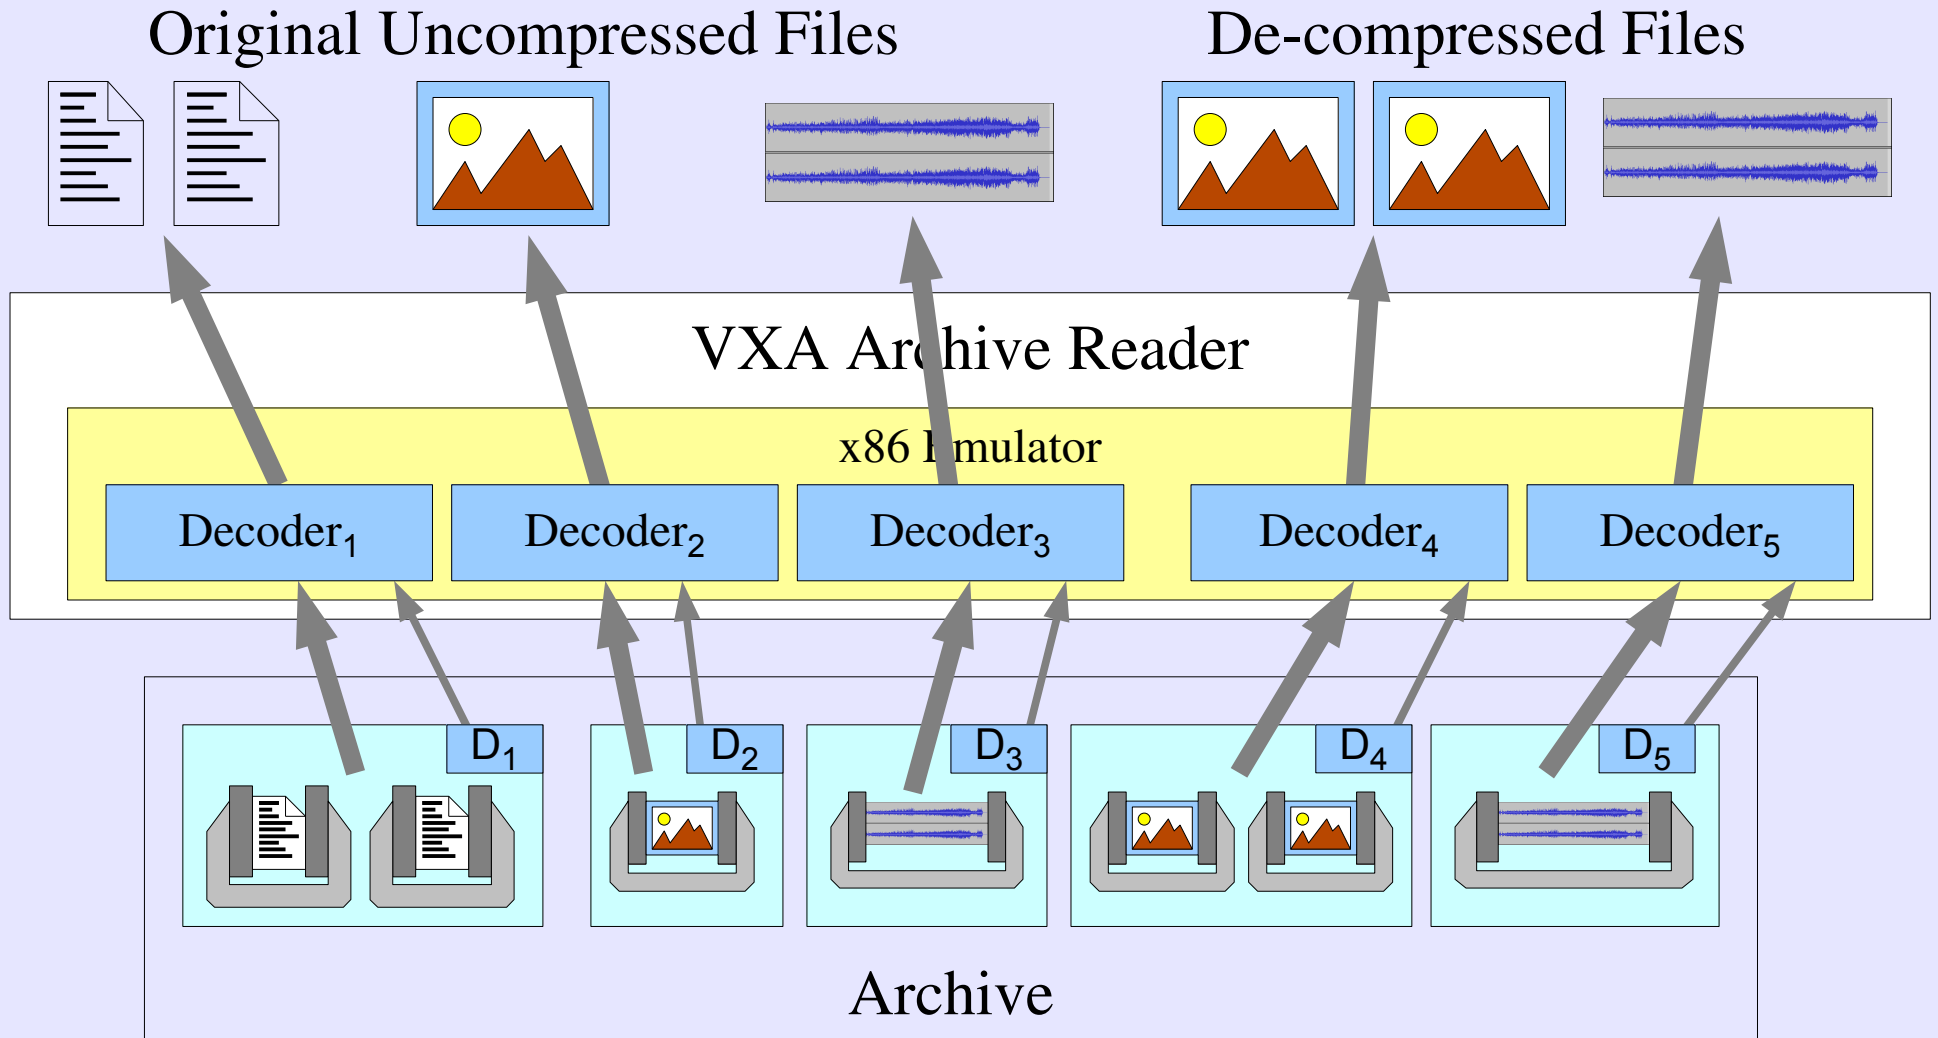 Original Uncompressed Files
De-compressed Files
VXA Archive Reader
x86 Emulator
Decoder1
Decoder2
Decoder3
Decoder4
Decoder5
D1
D2
D3
D4
D5
Archive